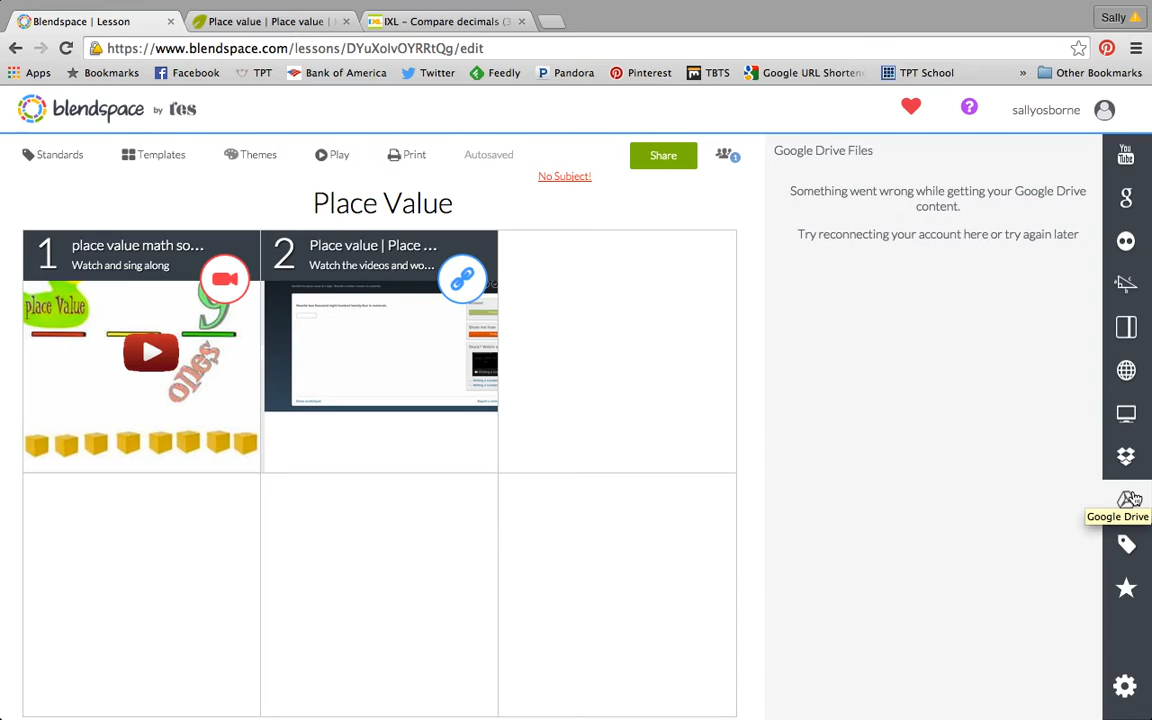 Blendspace | Lesson
Place value | Place value |
IXL – Compare decimals (3
Sally
https://www.blendspace.com/lessons/DYuXolvOYRRtQg/edit
Apps
Bookmarks
Facebook
TPT
Bank of America
Twitter
Feedly
Pandora
Pinterest
TBTS
Google URL Shorten
TPT School
»
Other Bookmarks
blendspace by tes
sallyosborne
Standards
Templates
Themes
Play
Print
Autosaved
No Subject!
Share
1
Place Value
1 place value math so...
Watch and sing along
2 Place value | Place ...
Watch the videos and wo...
place Value
9
ones
Google Drive Files
Something went wrong while getting your Google Drive
content.
Try reconnecting your account here or try again later
You
Tube
g
Google Drive